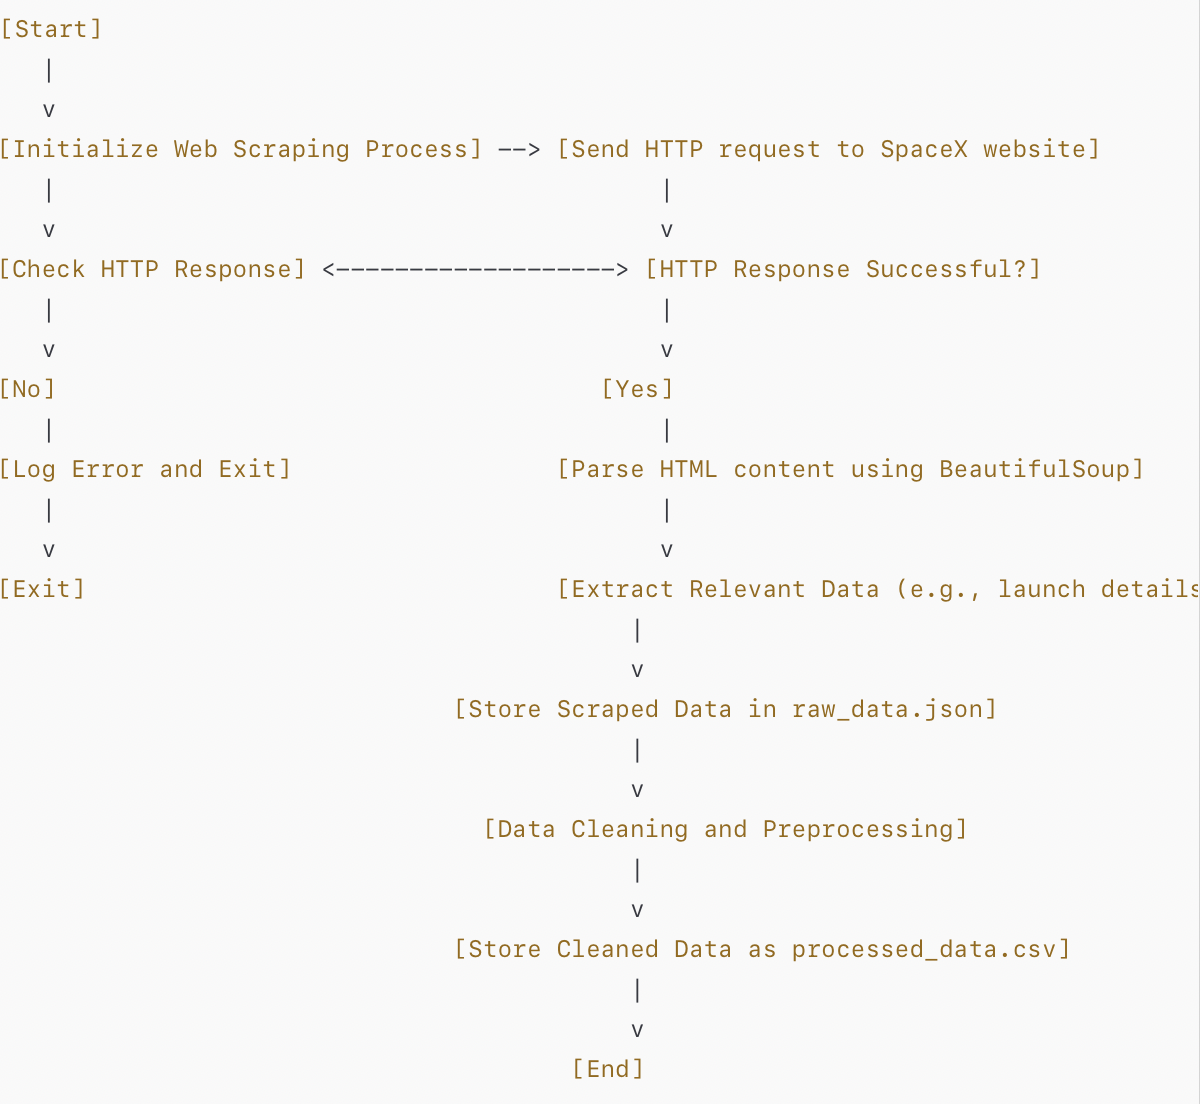 [Start]
|
v
[Initialize Web Scraping Process] --> [Send HTTP request to SpaceX website]
| |
v v
[Check HTTP Response] <-------------------> [HTTP Response Successful?]
| |
v v
[No] [Yes]
| |
[Log Error and Exit] [Parse HTML content using BeautifulSoup]
| |
v v
[Exit] [Extract Relevant Data (e.g., launch details
|
v
[Store Scraped Data in raw_data.json]
|
v
[Data Cleaning and Preprocessing]
|
v
[Store Cleaned Data as processed_data.csv]
|
v
[End]